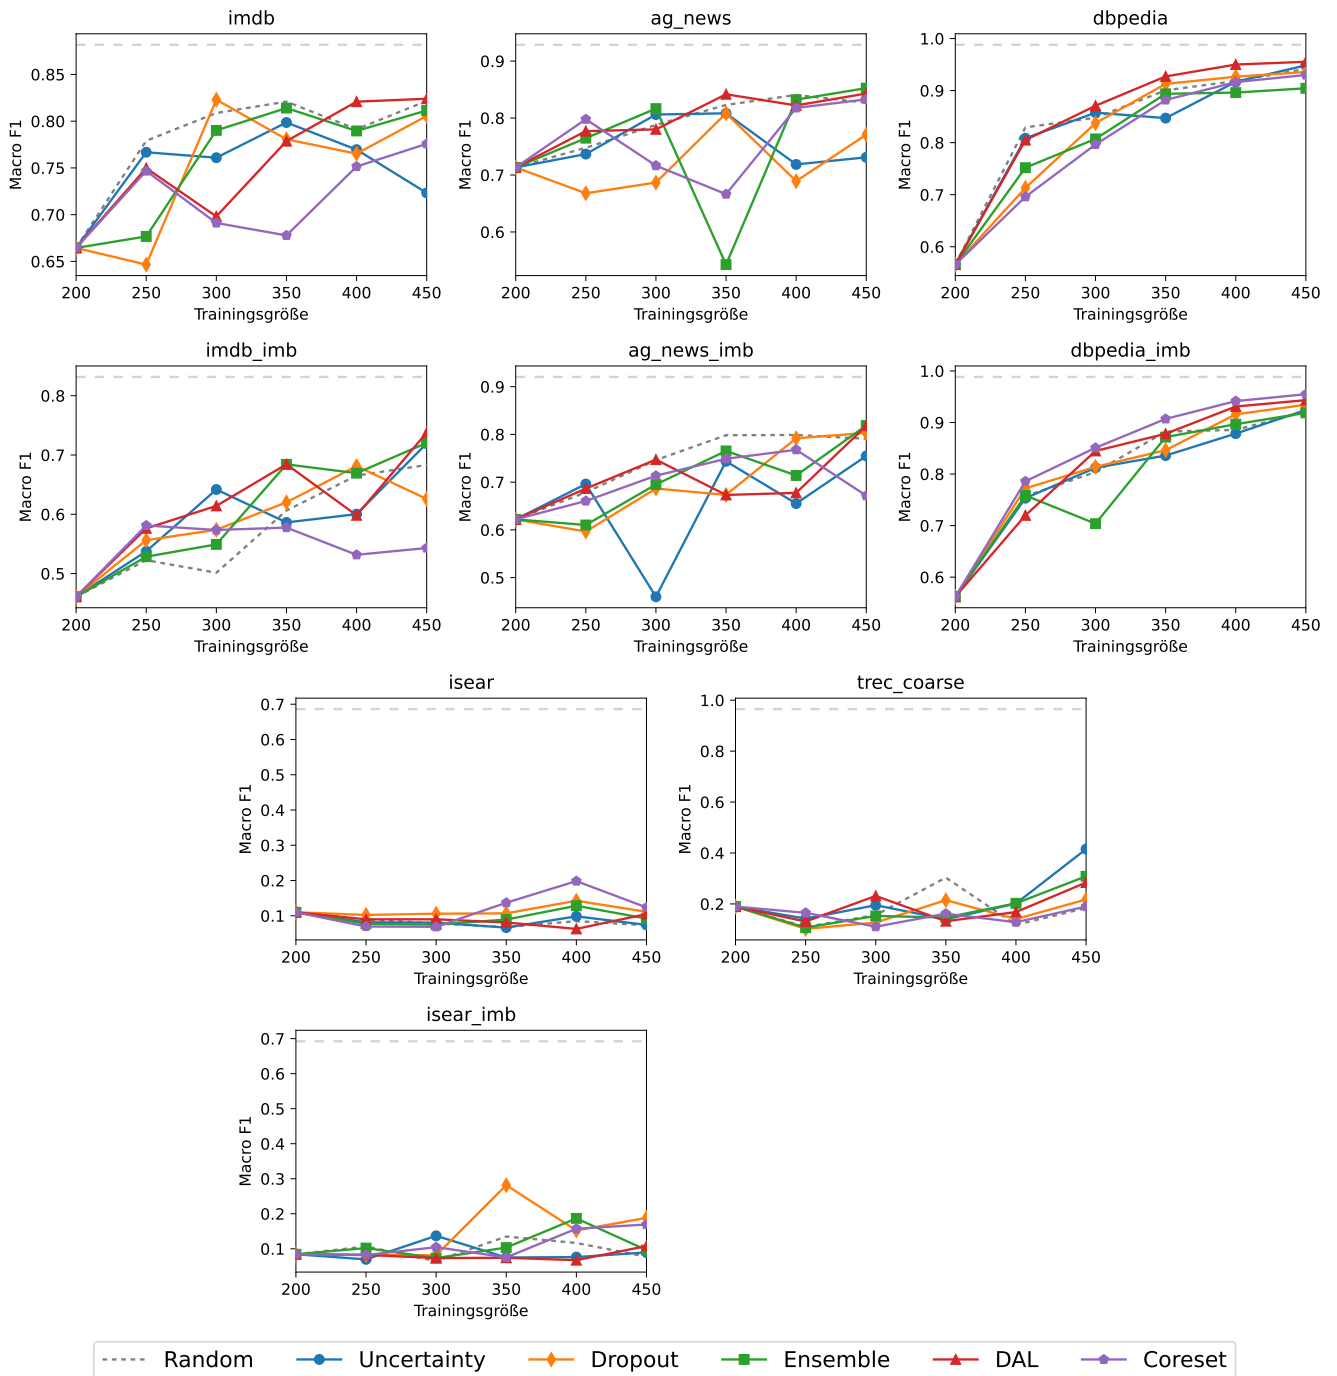 imdb
ag_news
dbpedia
0.85
0.80
0.75
0.70
0.65
Macro F1
200 250 300 350 400 450
Trainingsgröße
0.9
0.8
0.7
0.6
Macro F1
200 250 300 350 400 450
Trainingsgröße
1.0
0.9
0.8
0.7
0.6
Macro F1
200 250 300 350 400 450
Trainingsgröße
imdb_imb
ag_news_imb
dbpedia_imb
0.8
0.7
0.6
0.5
Macro F1
200 250 300 350 400 450
Trainingsgröße
0.9
0.8
0.7
0.6
0.5
Macro F1
200 250 300 350 400 450
Trainingsgröße
1.0
0.9
0.8
0.7
0.6
Macro F1
200 250 300 350 400 450
Trainingsgröße
isear
trec_coarse
0.7
0.6
0.5
0.4
0.3
0.2
0.1
Macro F1
200 250 300 350 400 450
Trainingsgröße
1.0
0.8
0.6
0.4
0.2
Macro F1
200 250 300 350 400 450
Trainingsgröße
isear_imb
0.7
0.6
0.5
0.4
0.3
0.2
0.1
Macro F1
200 250 300 350 400 450
Trainingsgröße
Random Uncertainty Dropout Ensemble DAL Coreset